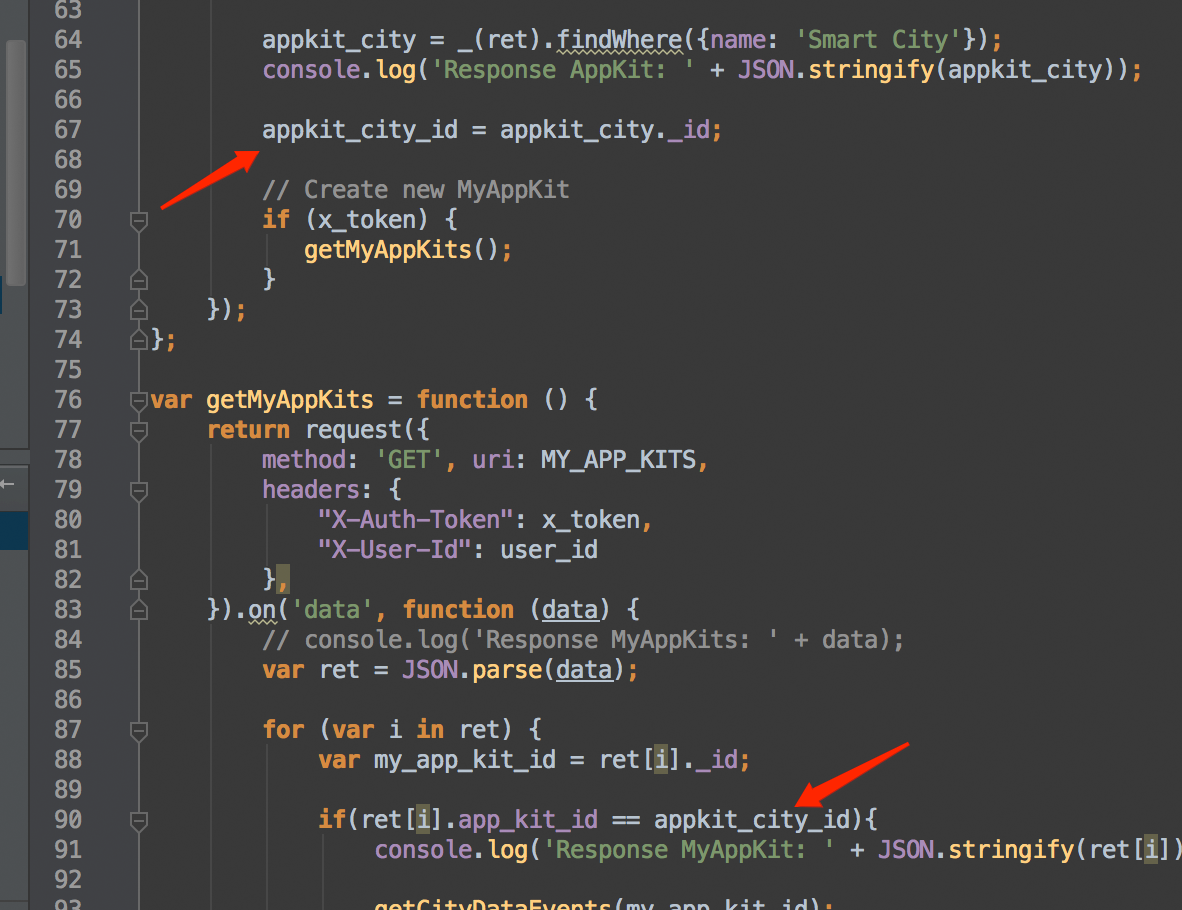 63
64 appkit_city = _(ret).findWhere({name: 'Smart City'});
65 console.log('Response AppKit: ' + JSON.stringify(appkit_city));
66
67 appkit_city_id = appkit_city._id;
68
69 // Create new MyAppKit
70 if (x_token) {
71 getMyAppKits();
72 }
73 });
74 };
75
76 var getMyAppKits = function () {
77 return request({
78 method: 'GET', uri: MY_APP_KITS,
79 headers: {
80 "X-Auth-Token": x_token,
81 "X-User-Id": user_id
82 },
83 }).on('data', function (data) {
84 // console.log('Response MyAppKits: ' + data);
85 var ret = JSON.parse(data);
86
87 for (var i in ret) {
88 var my_app_kit_id = ret[i]._id;
89
90 if(ret[i].app_kit_id == appkit_city_id){
91 console.log('Response MyAppKit: ' + JSON.stringify(ret[i])
92
93 getCityDataEvents(my_app_kit_id);